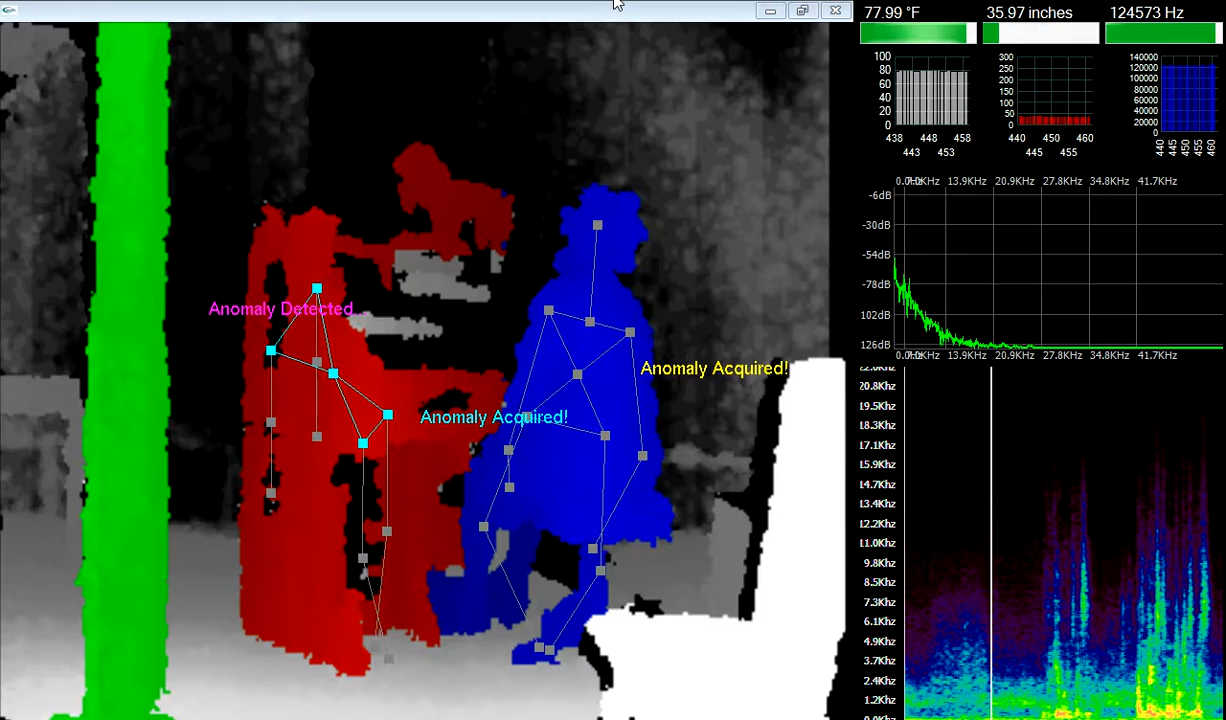 77.99 °F
35.97 inches
124573 Hz
100
80
60
40
20
0
438 448 458
443 453
300
250
200
150
100
50
0
440 450 460
445 455
140000
120000
100000
80000
60000
40000
20000
0
440
445
450
455
460
13.9KHz 20.9KHz 27.8KHz 34.8KHz 41.7KHz
-6dB
-30dB
-54dB
-78dB
102dB
126dB
13.9KHz 20.9KHz 27.8KHz 34.8KHz 41.7KHz
Anomaly Detected...
Anomaly Acquired!
Anomaly Acquired!
20.8Khz
19.5Khz
18.3Khz
17.1Khz
15.9Khz
14.7Khz
13.4Khz
12.2Khz
11.0Khz
9.8Khz
8.5Khz
7.3Khz
6.1Khz
4.9Khz
3.7Khz
2.4Khz
1.2Khz